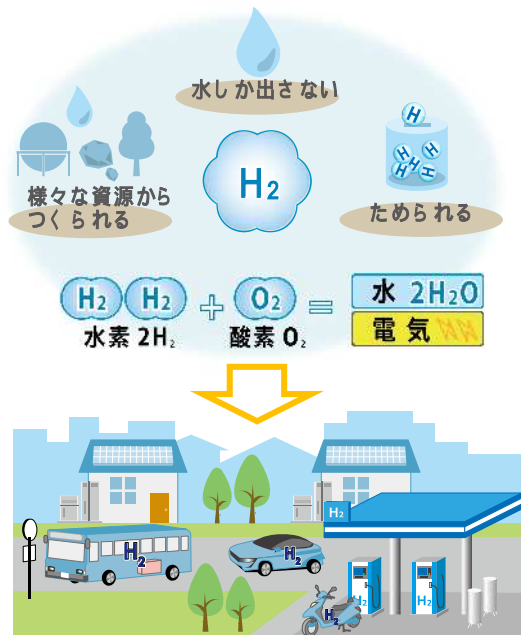 水しか出さない
H
H
H
H
H
H
H2
様々な資源から
つくられる
ためられる
H2 H2 + O2 = 水 2H2O
電気
水素 2H2 酸素 O2
H2
H2
H2
H2
H2
H2